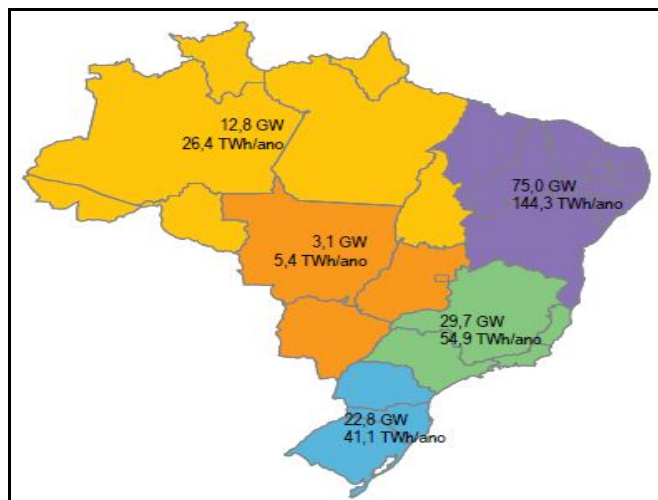 12,8 GW
26,4 TWh/ano
75,0 GW
144,3 TWh/ano
3,1 GW
5,4 TWh/ano
29,7 GW
54,9 TWh/ano
22,8 GW
41,1 TWh/ano